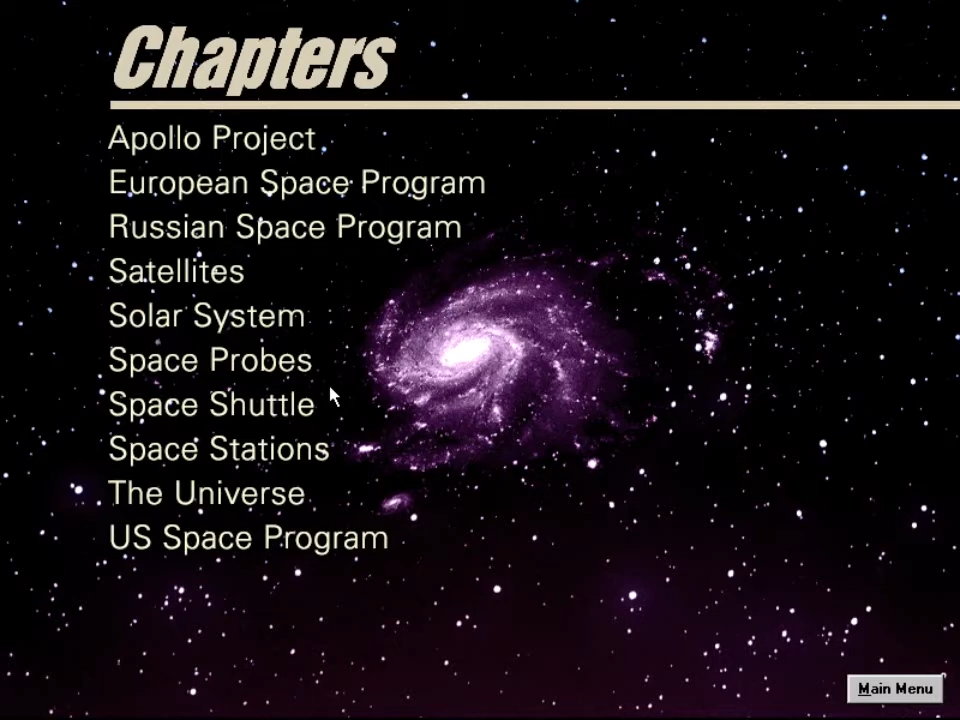 Chapters
Apollo Project
European Space Program
Russian Space Program
Satellites
Solar System
Space Probes
Space Shuttle
Space Stations
The Universe
US Space Program
Main Menu